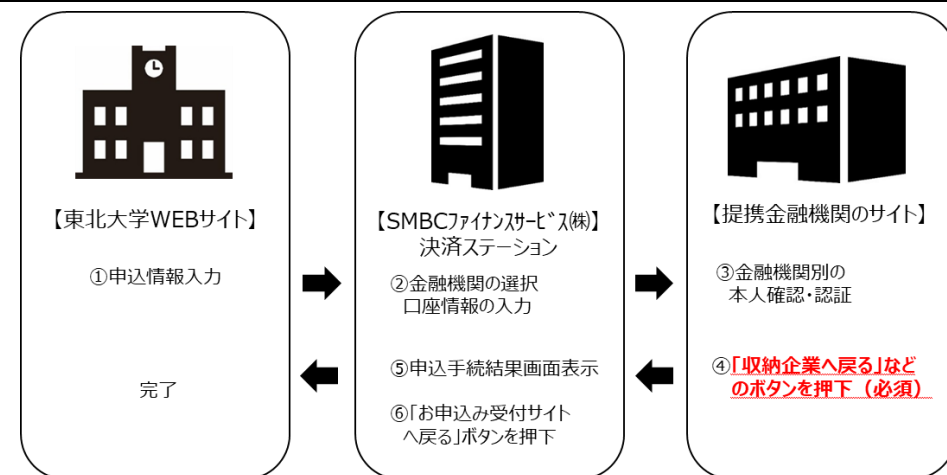 【東北大学WEBサイト】
①申込情報入力
完了
【SMBCファイナンスサービス㈱】
決済ステーション
②金融機関の選択
口座情報の入力
⑤申込手続結果画面表示
⑥「お申込み受付サイト
へ戻る」ボタンを押下
【提携金融機関のサイト】
③金融機関別の
本人確認・認証
④「収納企業へ戻る」など
のボタンを押下（必須）